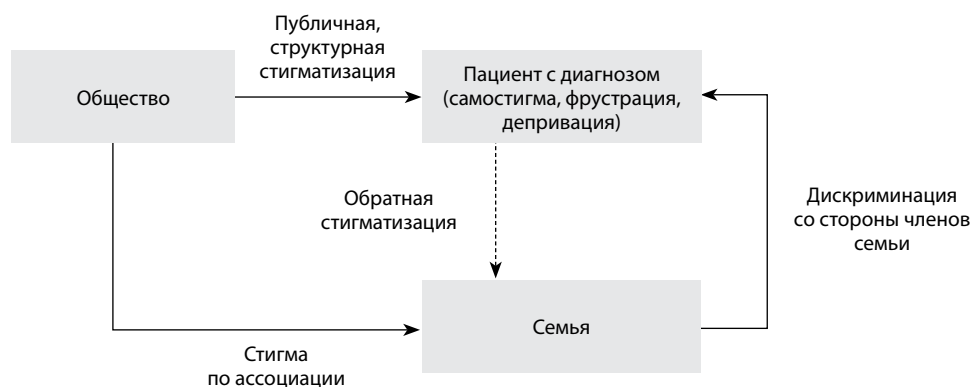 Публичная,
структурная
стигматизация
Общество
Пациент с диагнозом
(самостигма, фрустрация,
депривация)
Обратная
стигматизация
Дискриминация
со стороны членов
семьи
Семья
Стигма
по ассоциации